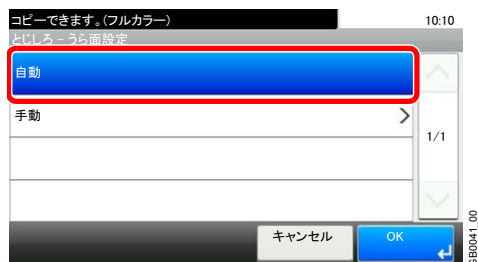 コピーできます。(フルカラー)
10:10
とじしろ - うら面設定
自動
手動
1/1
キャンセル
OK
GB0041_00